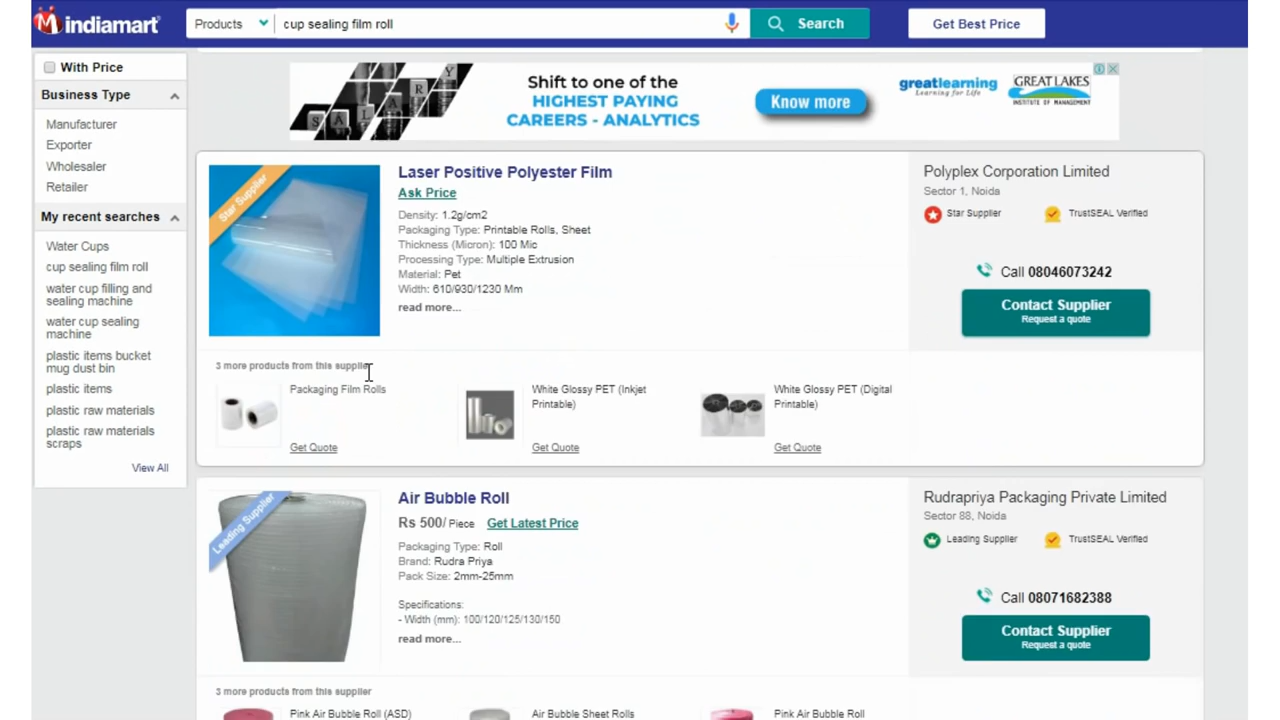 indiamart
Products
cup sealing film roll
Search
Get Best Price
With Price
Business Type
Manufacturer
Exporter
Wholesaler
Retailer
My recent searches
Water Cups
cup sealing film roll
water cup filling and
sealing machine
water cup sealing
machine
plastic items bucket
mug dust bin
plastic items
plastic raw materials
plastic raw materials
scraps
View All
SALARY
Shift to one of the
HIGHEST PAYING
CAREERS - ANALYTICS
Know more
greatlearning
Learning for Life
GREAT LAKES
INSTITUTE OF MANAGEMENT
Star Supplier
Laser Positive Polyester Film
Ask Price
Density: 1.2g/cm2
Packaging Type: Printable Rolls, Sheet
Thickness (Micron): 100 Mic
Processing Type: Multiple Extrusion
Material: Pet
Width: 610/930/1230 Mm
read more...
Polyplex Corporation Limited
Sector 1, Noida
Star Supplier
TrustSEAL Verified
Call 08046073242
Contact Supplier
Request a quote
3 more products from this supplier
Packaging Film Rolls
Get Quote
White Glossy PET (Inkjet
Printable)
Get Quote
White Glossy PET (Digital
Printable)
Get Quote
Leading Supplier
Air Bubble Roll
Rs 500/ Piece
Get Latest Price
Packaging Type: Roll
Brand: Rudra Priya
Pack Size: 2mm-25mm
Specifications:
- Width (mm): 100/120/125/130/150
read more...
Rudrapriya Packaging Private Limited
Sector 88, Noida
Leading Supplier
TrustSEAL Verified
Call 08071682388
Contact Supplier
Request a quote
3 more products from this supplier
Pink Air Bubble Roll (ASD)
Air Bubble Sheet Rolls
Pink Air Bubble Roll